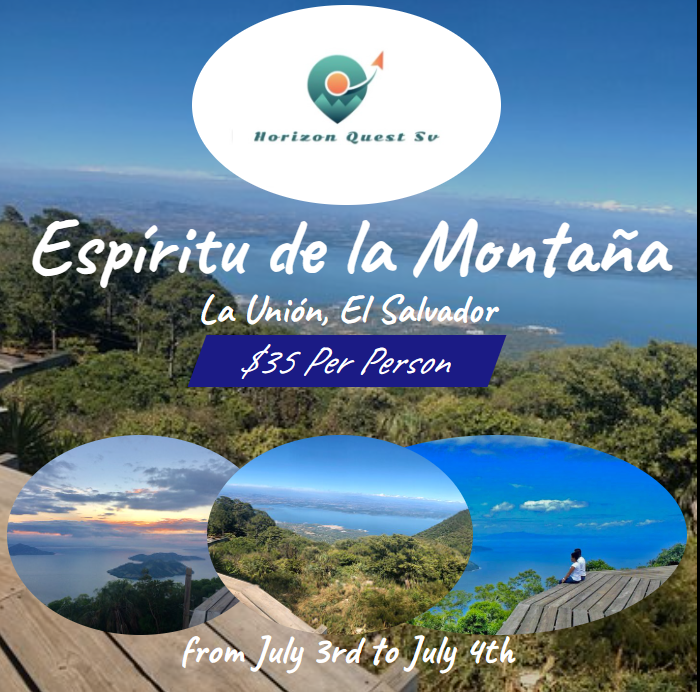 Horizon Quest Sv
Espíritu de la Montaña
La Unión, El Salvador
$35 Per Person
from July 3rd to July 4th